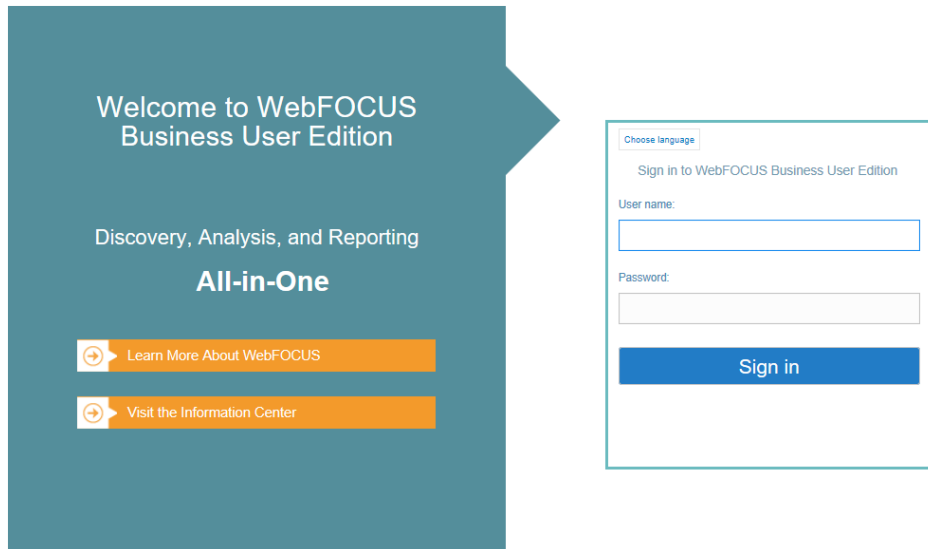 Welcome to WebFOCUS
Business User Edition
Discovery, Analysis, and Reporting
All-in-One
Learn More About WebFOCUS
Visit the Information Center
Choose language
Sign in to WebFOCUS Business User Edition
User name:
Password:
Sign in